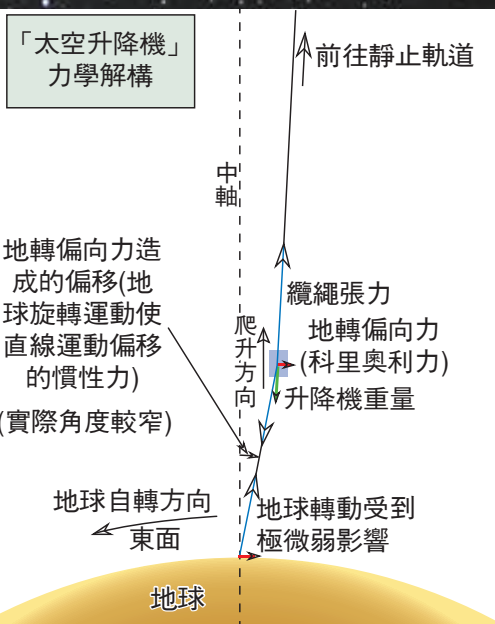 「太空升降機」
力學解構
前往靜止軌道
中軸
地轉偏向力造
成的偏移(地
球旋轉運動使
直線運動偏移
的慣性力)
(實際角度較窄)
爬升方向
纜繩張力
地轉偏向力
(科里奧利力)
升降機重量
地球自轉方向
東面
地球轉動受到
極微弱影響
地球